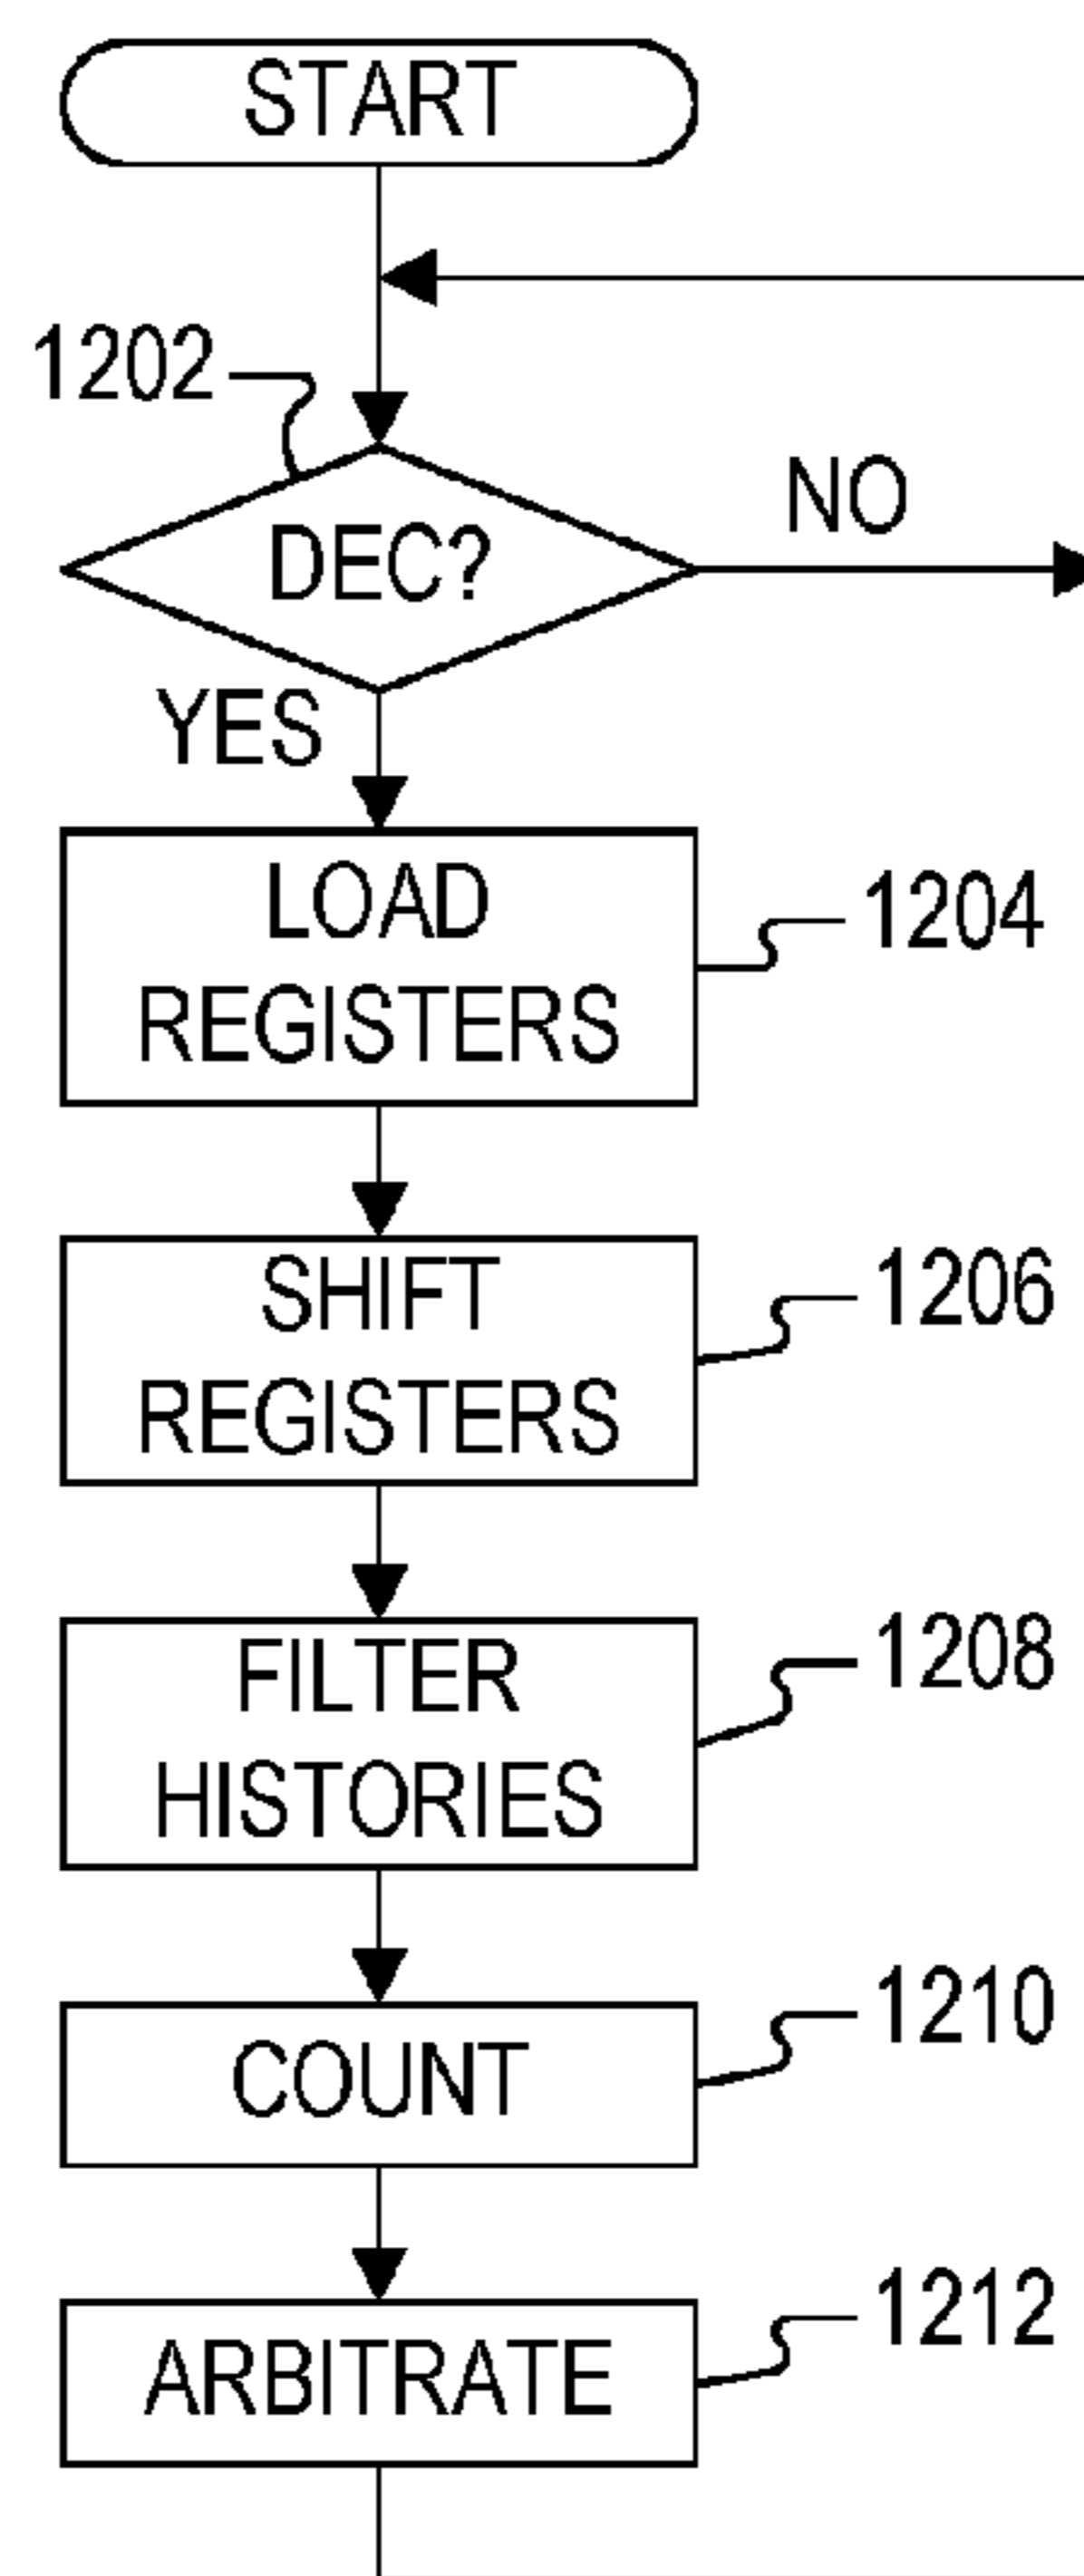 START
1202
DEC?
NO
YES
LOAD
REGISTERS
1204
SHIFT
REGISTERS
1206
FILTER
HISTORIES
1208
COUNT
1210
ARBITRATE
1212